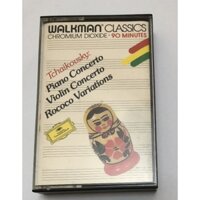 WALKMAN CLASSICS
CHROMIUM DIOXIDE • 90 MINUTES
Tchaikovsky:
Piano Concerto
Violin Concerto
Rococo Variations